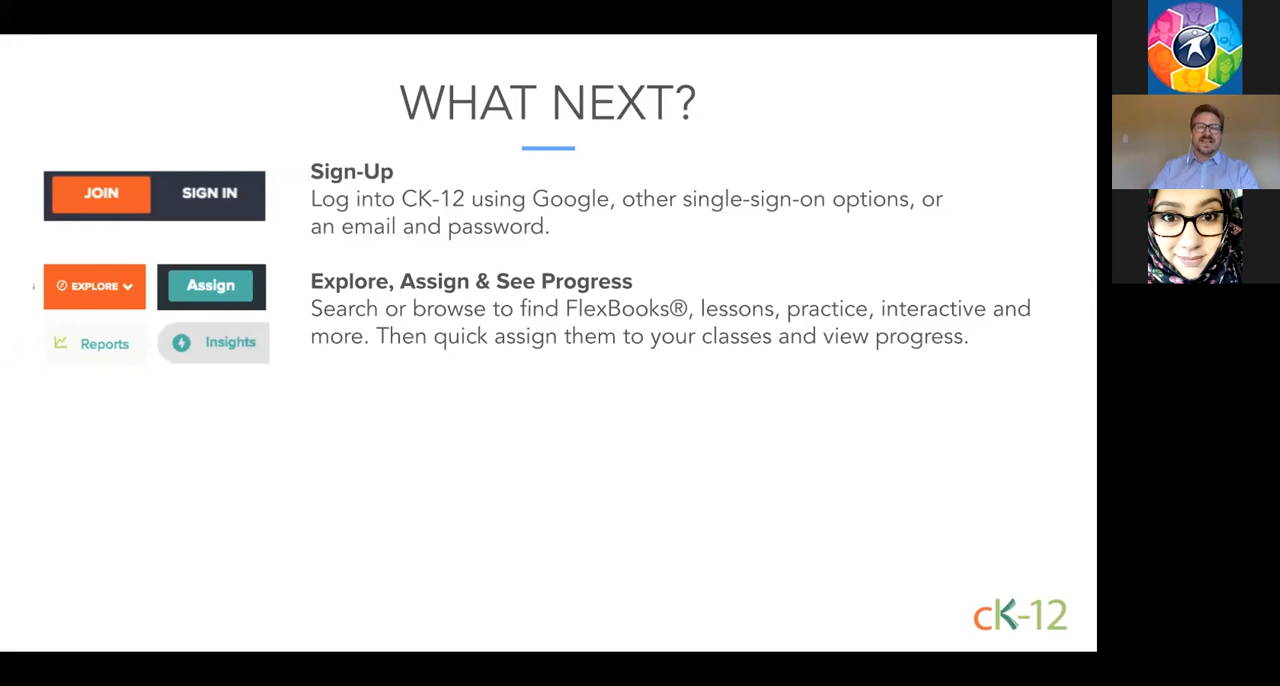 WHAT NEXT?
JOIN SIGN IN
Sign-Up
Log into CK-12 using Google, other single-sign-on options, or
an email and password.
EXPLORE Assign
Reports Insights
Explore, Assign & See Progress
Search or browse to find FlexBooks®, lessons, practice, interactive and
more. Then quick assign them to your classes and view progress.
cK-12